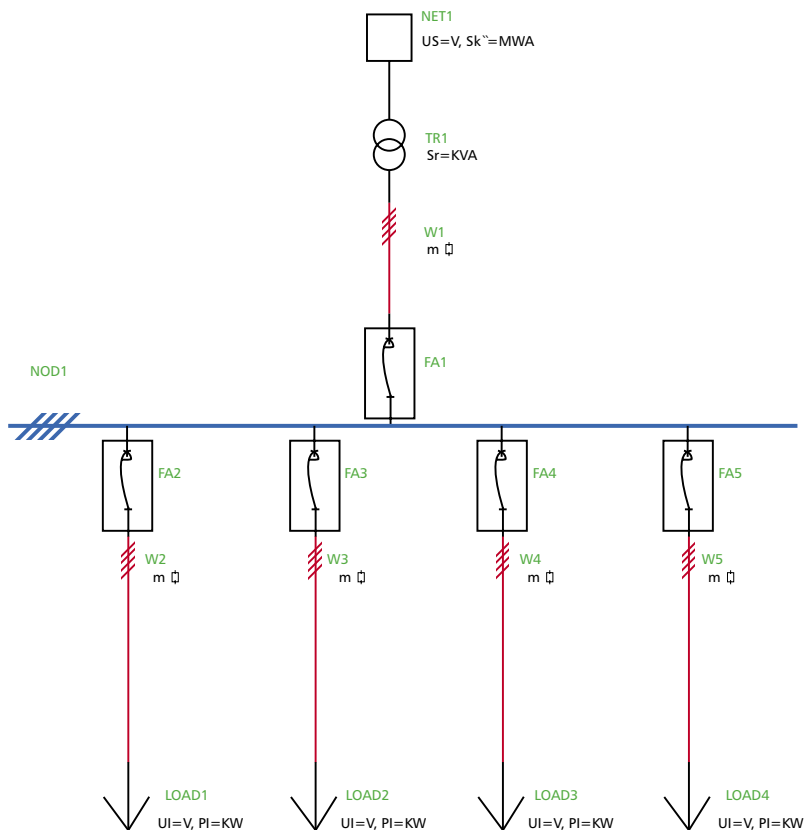 NET1
US=V, Sk``=MWA
TR1
Sr=KVA
W1
m
FA1
NOD1
FA2
FA3
FA4
FA5
W2
W3
W4
W5
m
m
m
m
LOAD1
LOAD2
LOAD3
LOAD4
UI=V, PI=KW
UI=V, PI=KW
UI=V, PI=KW
UI=V, PI=KW